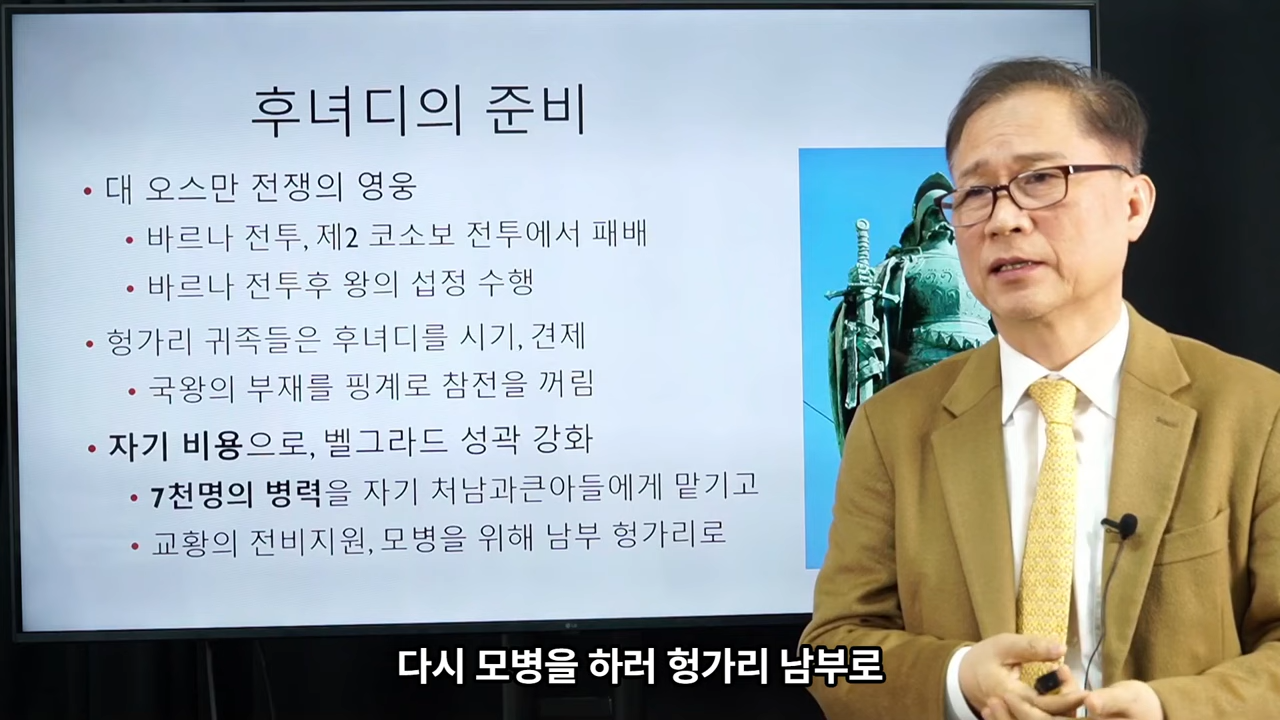 후녀디의 준비
• 대 오스만 전쟁의 영웅
• 바르나 전투, 제2 코소보 전투에서 패배
• 바르나 전투후 왕의 섭정 수행
• 헝가리 귀족들은 후녀디를 시기, 견제
• 국왕의 부재를 핑계로 참전을 꺼림
• 자기 비용으로, 벨그라드 성곽 강화
• 7천명의 병력을 자기 처남과큰아들에게 맡기고
• 교황의 전비지원, 모병을 위해 남부 헝가리로
LG
다시 모병을 하러 헝가리 남부로